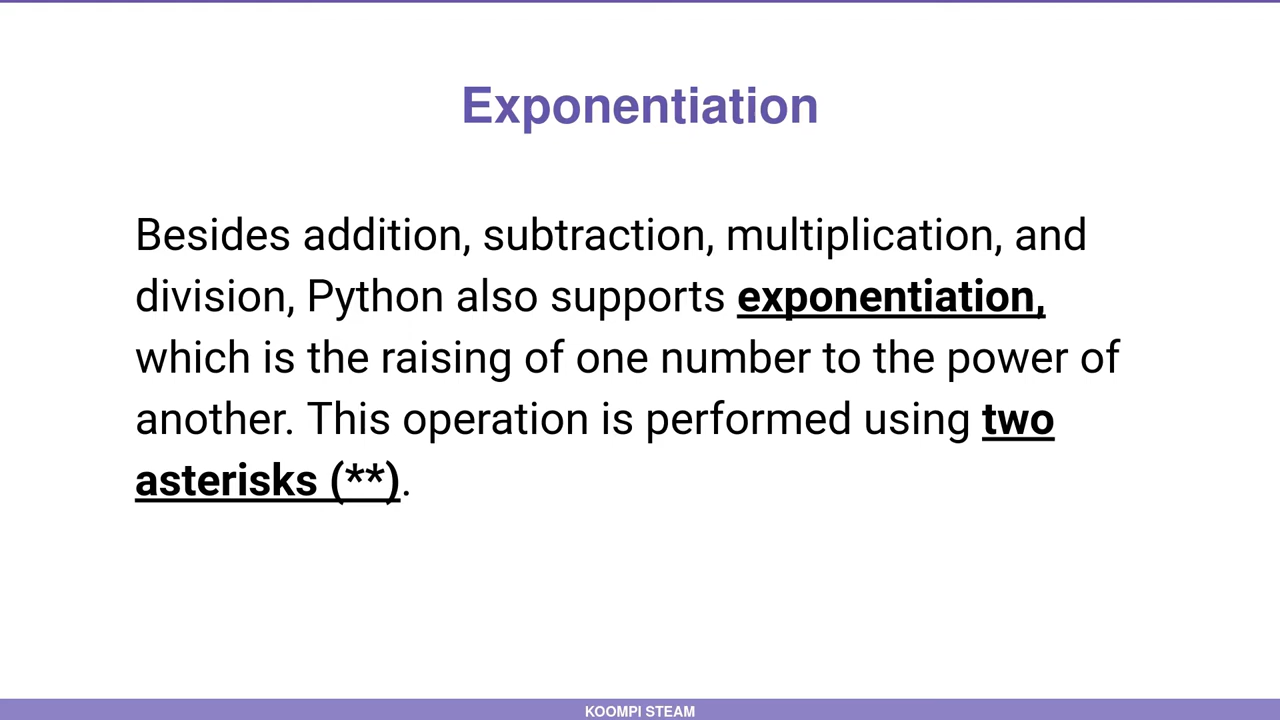 Exponentiation
Besides addition, subtraction, multiplication, and
division, Python also supports exponentiation,
which is the raising of one number to the power of
another. This operation is performed using two
asterisks (**).
KOOMPI STEAM